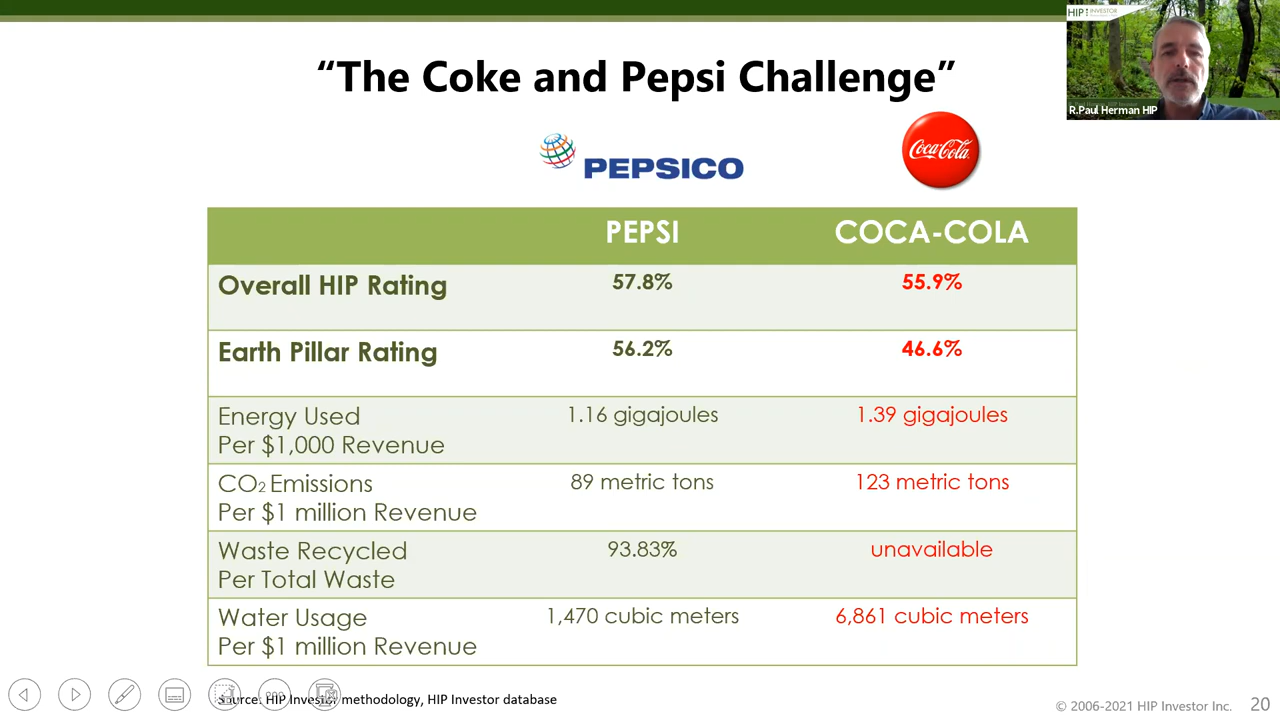 HIP: INVESTOR
R.Paul Herman HIP
“The Coke and Pepsi Challenge”
PEPSICO
Coca-Cola
PEPSI COCA-COLA
Overall HIP Rating 57.8% 55.9%
Earth Pillar Rating 56.2% 46.6%
Energy Used 1.16 gigajoules 1.39 gigajoules
Per $1,000 Revenue
CO2 Emissions 89 metric tons 123 metric tons
Per $1 million Revenue
Waste Recycled 93.83% unavailable
Per Total Waste
Water Usage 1,470 cubic meters 6,861 cubic meters
Per $1 million Revenue
Source: HIP Investor methodology, HIP Investor database
© 2006-2021 HIP Investor Inc. 20